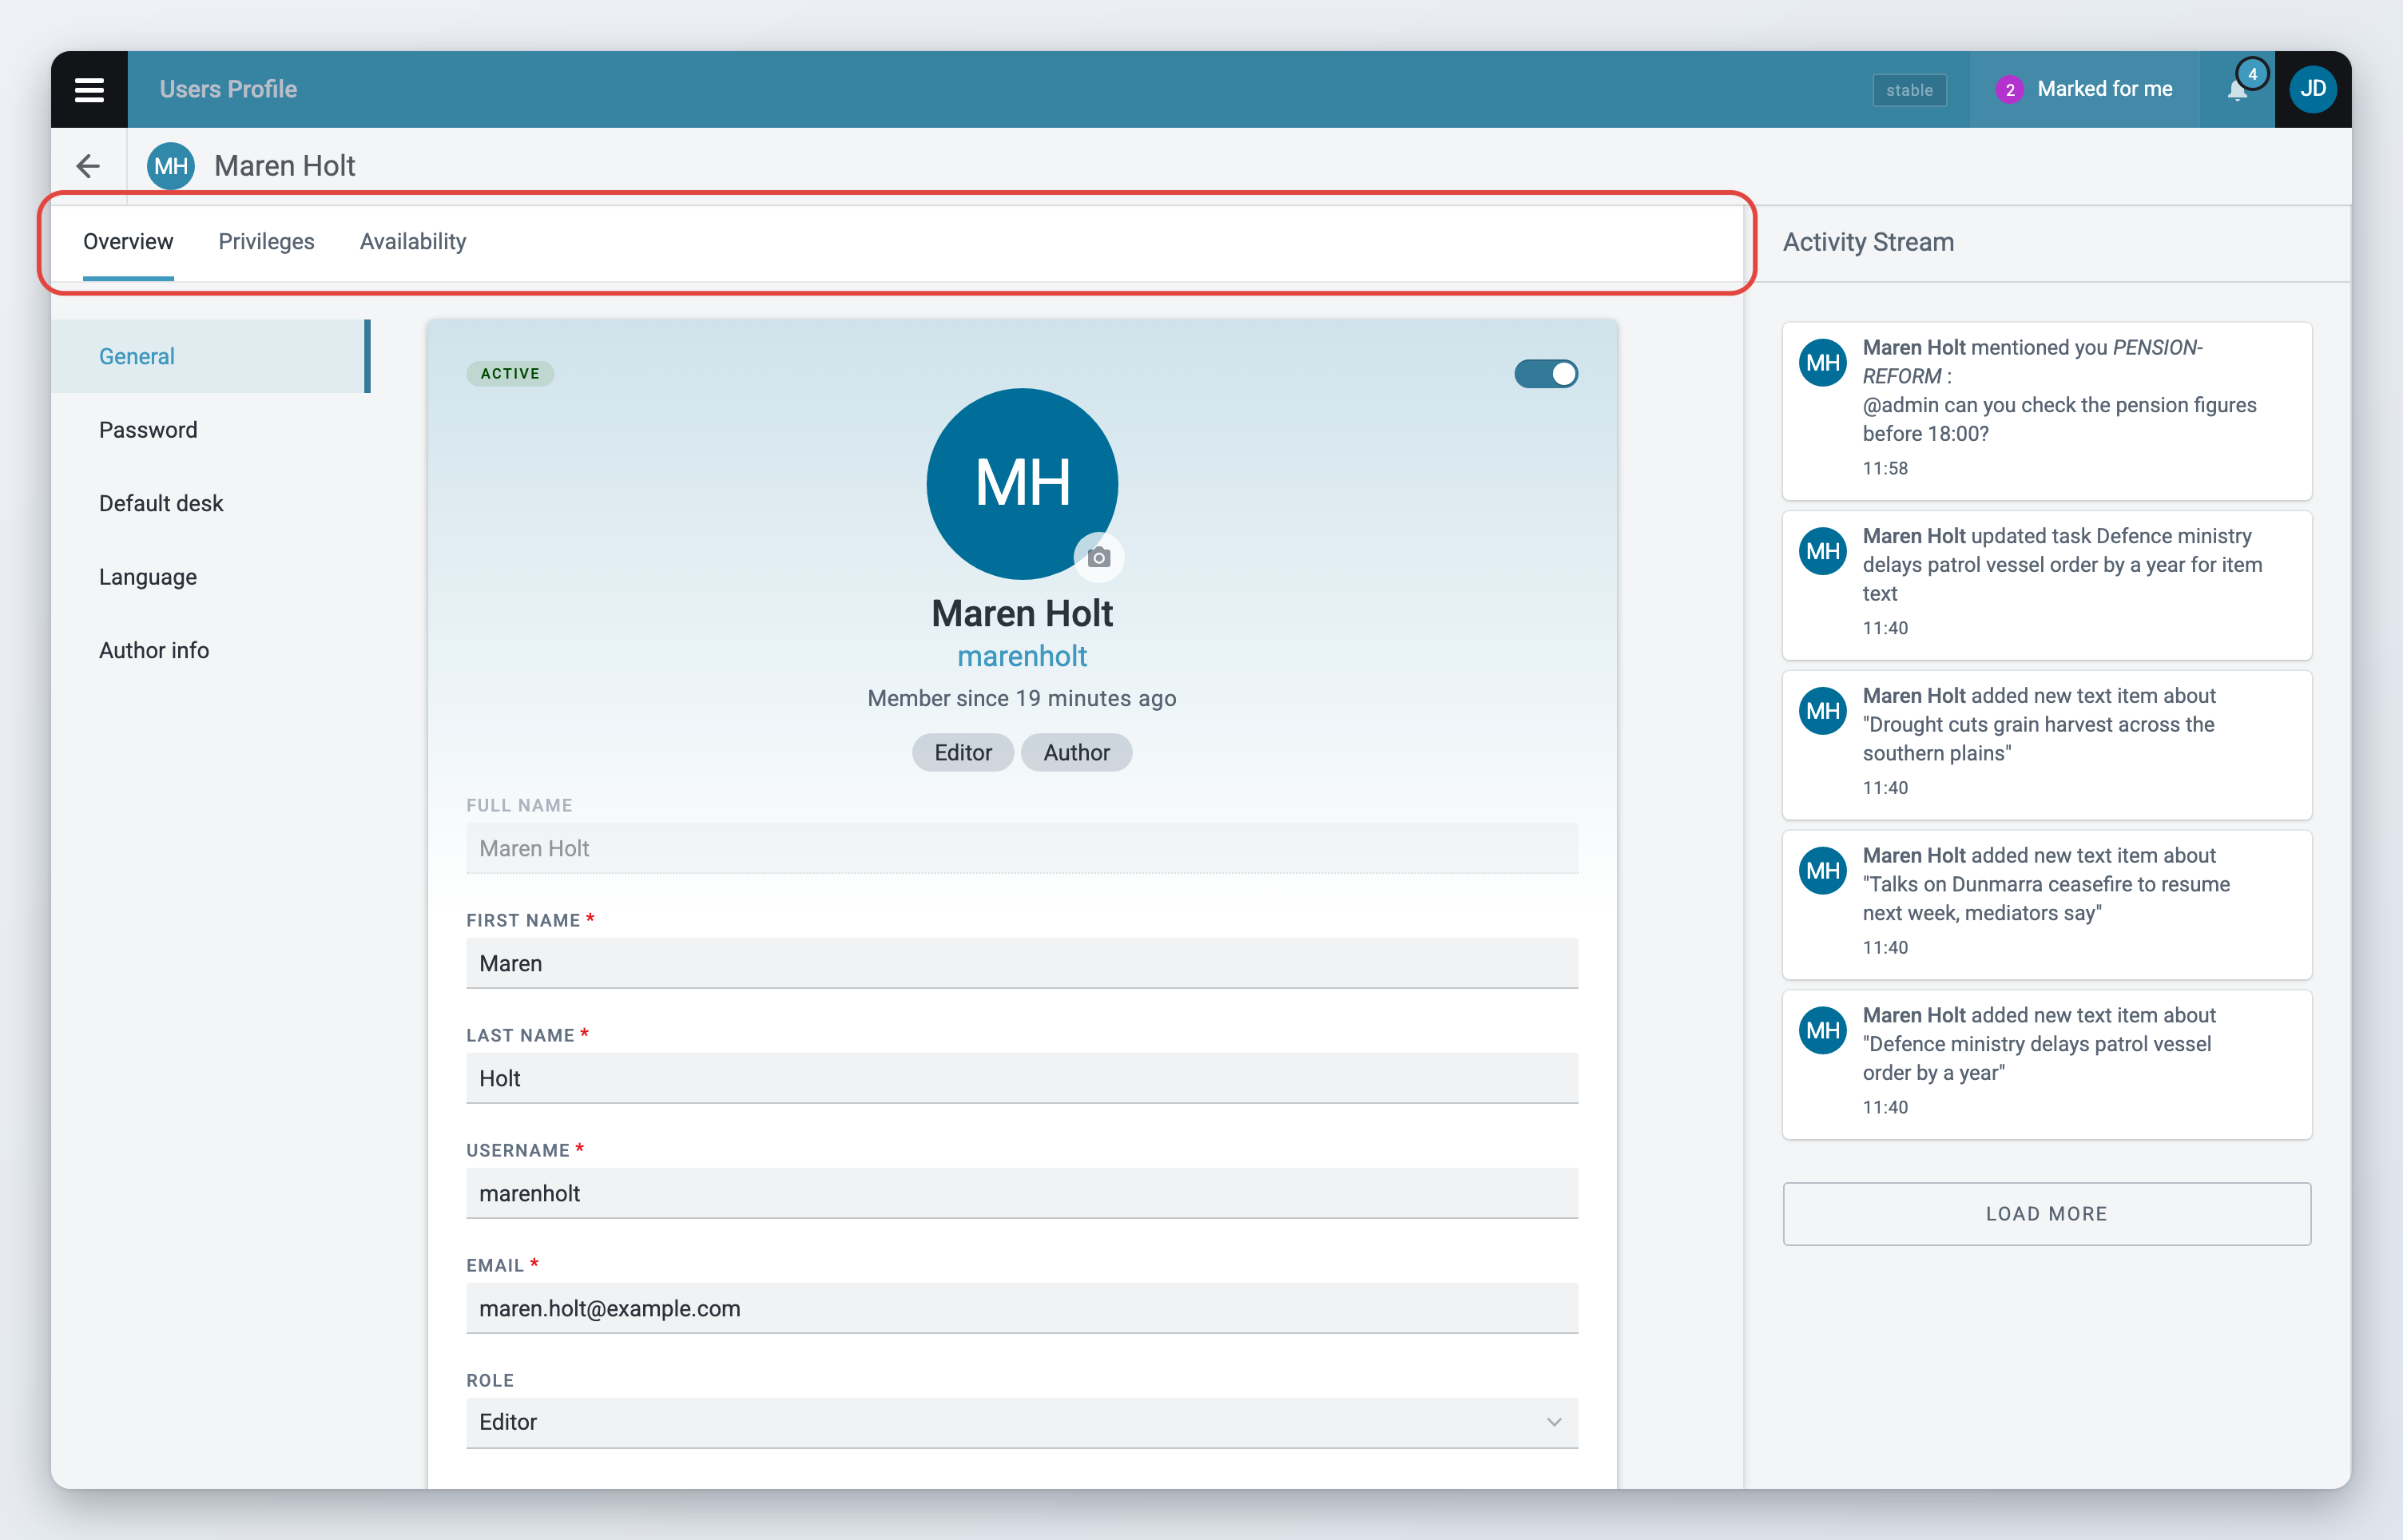 Users Profile
stable
2 Marked for me
4
JD
MH Maren Holt
Overview Privileges Availability
General
Password
Default desk
Language
Author info
ACTIVE
MH
Maren Holt
marenholt
Member since 19 minutes ago
Editor Author
FULL NAME
Maren Holt
FIRST NAME *
Maren
LAST NAME *
Holt
USERNAME *
marenholt
EMAIL *
maren.holt@example.com
ROLE
Editor
Activity Stream
MH
Maren Holt mentioned you PENSION-
REFORM :
@admin can you check the pension figures
before 18:00?
11:58
MH
Maren Holt updated task Defence ministry
delays patrol vessel order by a year for item
text
11:40
MH
Maren Holt added new text item about
"Drought cuts grain harvest across the
southern plains"
11:40
MH
Maren Holt added new text item about
"Talks on Dunmarra ceasefire to resume
next week, mediators say"
11:40
MH
Maren Holt added new text item about
"Defence ministry delays patrol vessel
order by a year"
11:40
LOAD MORE